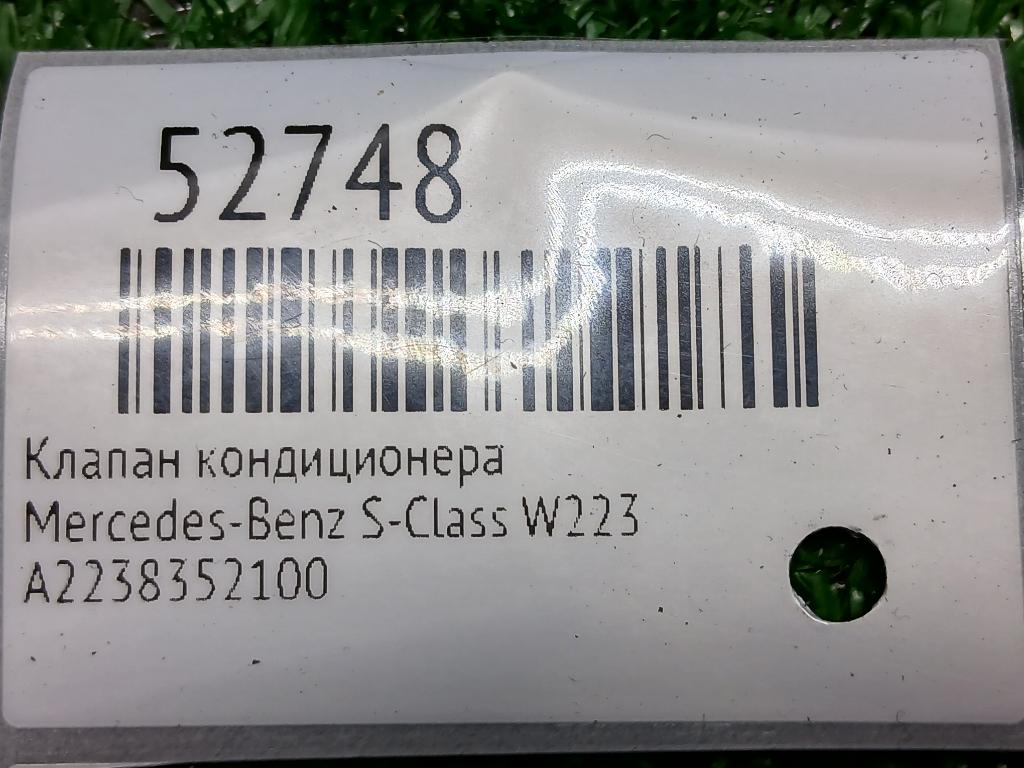 52748
Клапан кондиционера
Mercedes-Benz S-Class W223
A2238352100